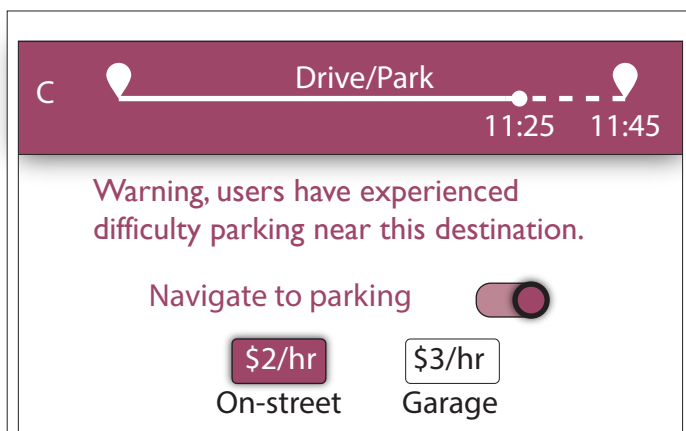 C
Drive/Park
11:25 11:45
Warning, users have experienced
difficulty parking near this destination.
Navigate to parking
$2/hr $3/hr
On-street Garage